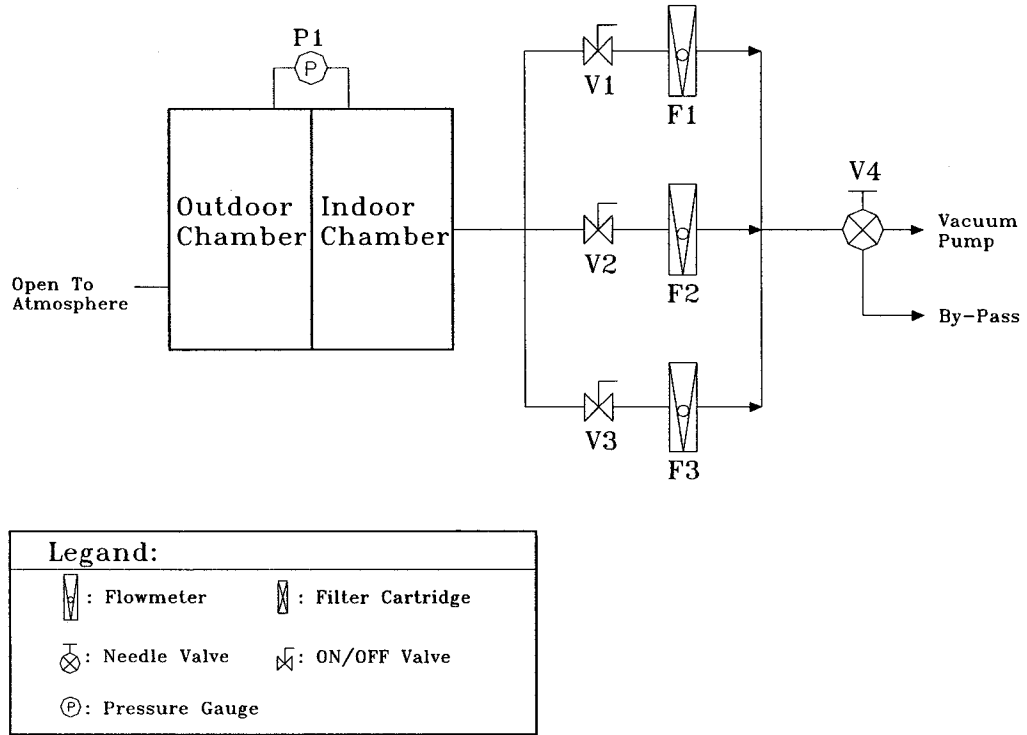 P1
P
V1
F1
Outdoor
Chamber
Indoor
Chamber
V2
F2
V4
Vacuum
Pump
Open To
Atmosphere
By-Pass
V3
F3
Legand:
: Flowmeter
: Filter Cartridge
: Needle Valve
: ON/OFF Valve
P
: Pressure Gauge